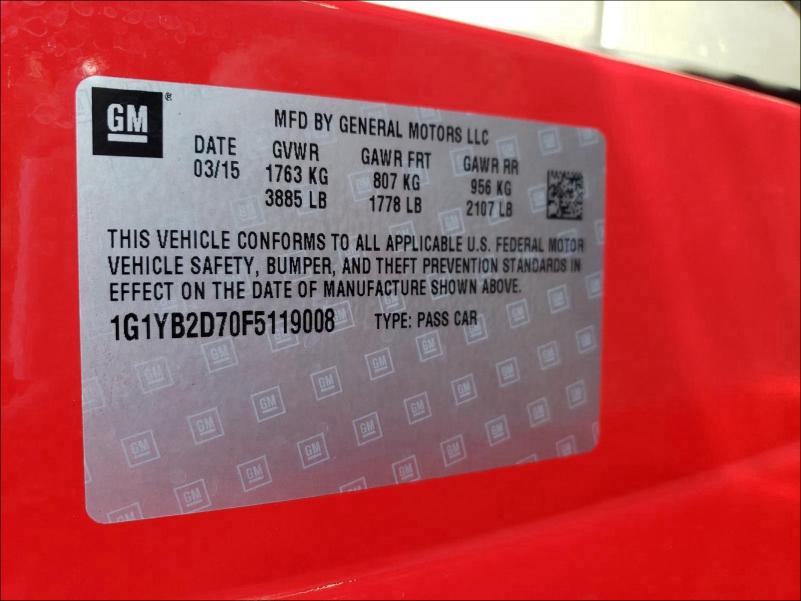 GM®
MFD BY GENERAL MOTORS LLC
DATE GVWR GAWR FRT GAWR RR
03/15 1763 KG 807 KG 956 KG
3885 LB 1778 LB 2107 LB
THIS VEHICLE CONFORMS TO ALL APPLICABLE U.S. FEDERAL MOTOR
VEHICLE SAFETY, BUMPER, AND THEFT PREVENTION STANDARDS IN
EFFECT ON THE DATE OF MANUFACTURE SHOWN ABOVE.
1G1YB2D70F5119008 TYPE: PASS CAR